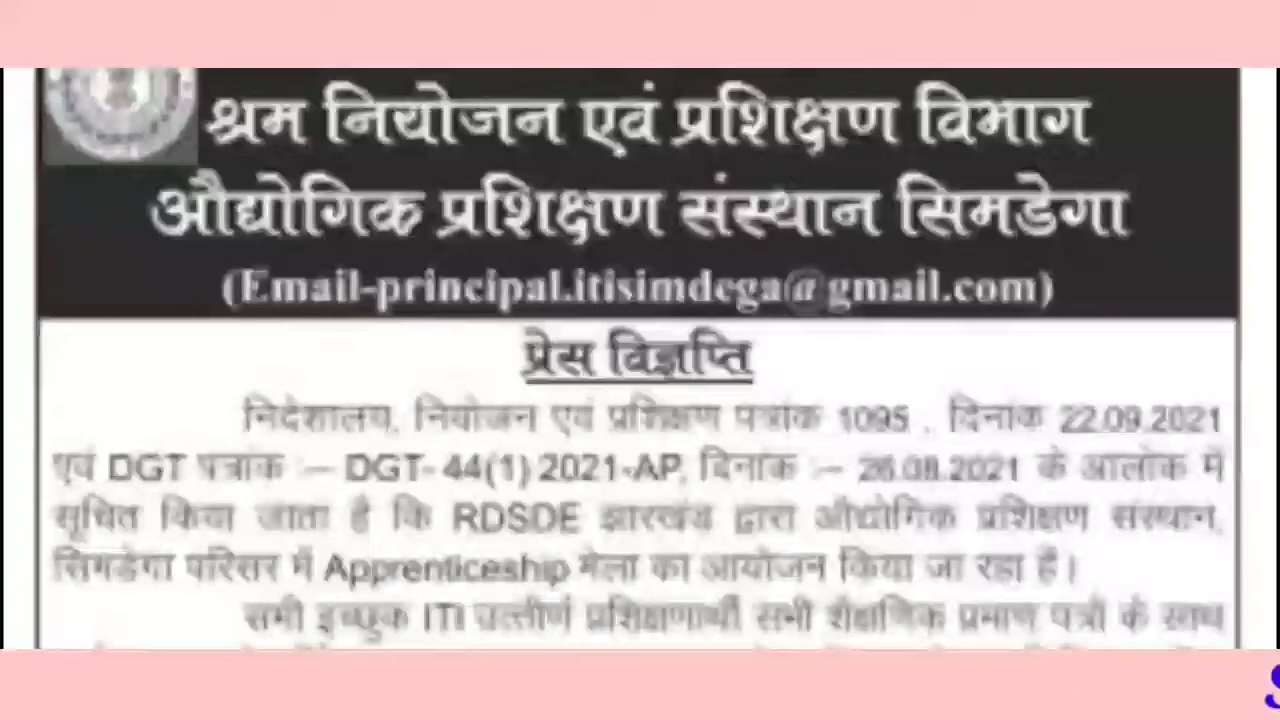 श्रम नियोजन एवं प्रशिक्षण विभाग
औद्योगिक प्रशिक्षण संस्थान सिमडेगा
(Email-principal.itisimdega@gmail.com)
प्रेस विज्ञप्ति
निदेशालय, नियोजन एवं प्रशिक्षण पत्रांक 1095 , दिनांक 22.09.2021
एवं DGT पत्रांक :– DGT- 44(1) 2021-AP, दिनांक :– 26.08.2021 के आलोक में
सूचित किया जाता है कि RDSDE झारखंड द्वारा औद्योगिक प्रशिक्षण संस्थान,
सिमडेगा परिसर में Apprenticeship मेला का आयोजन किया जा रहा है।
सभी इच्छुक ITI उत्तीर्ण प्रशिक्षणार्थी सभी शैक्षणिक प्रमाण पत्रों के साथ